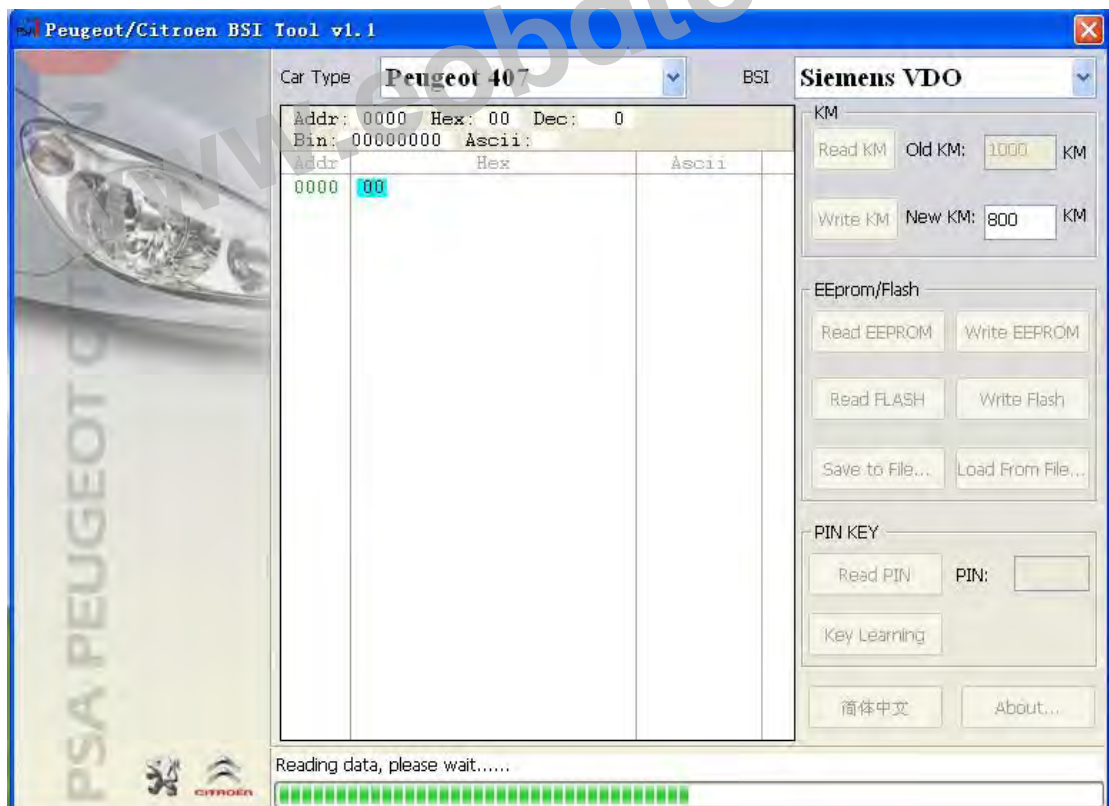 Peugeot/Citroen BSI Tool v1.1
Car Type Peugeot 407 BSI Siemens VDO
Addr: 0000 Hex: 00 Dec: 0
Bin: 00000000 Ascii:
Addr Hex Ascii
0000 00
KM
Read KM Old KM: 1000 KM
Write KM New KM: 800 KM
EEprom/Flash
Read EEPROM Write EEPROM
Read FLASH Write Flash
Save to File... Load From File...
PIN KEY
Read PIN PIN:
Key Learning
简体中文 About...
PSA PEUGEOT
CITROËN
Reading data, please wait......